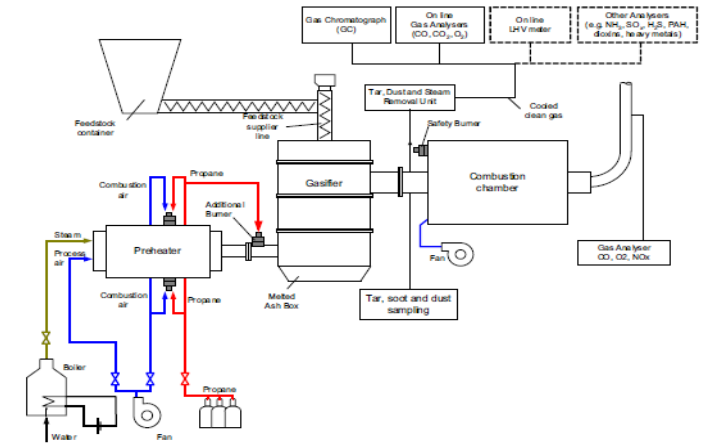 Gas Chromatograph
(GC)
On line
Gas Analysers
(CO, CO2, O2)
On line
LHV meter
Other Analysers
(e.g. NH3, SOx, H2S, PAH,
dioxins, heavy metals)
Tar, Dust and Steam
Removal Unit
Cooled
clean gas
Feedstock
container
Feedstock
supplier
line
Safety Burner
Combustion
chamber
Gasifier
Propane
Combustion
air
Additional
Burner
Steam
Process
air
Preheater
Fan
Gas Analyser
CO, O2, NOx
Combustion
air
Propane
Melted
Ash Box
Tar, soot and dust
sampling
Boiler
Propane
Water
Fan